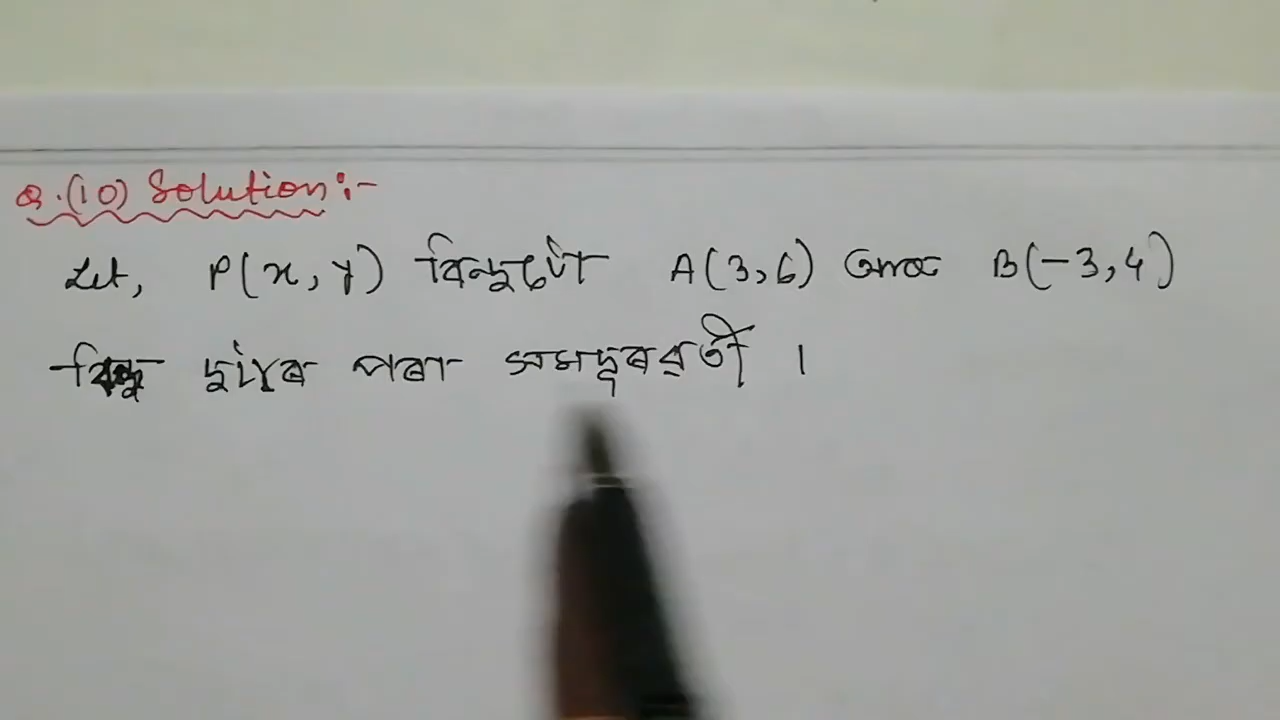 Q.(10) Solution:-
Let, P(x, y) বিন্দুটো A(3,6) আৰু B(-3,4)
বিন্দু দুটাৰ পৰা সমদূৰৱৰ্তী ।